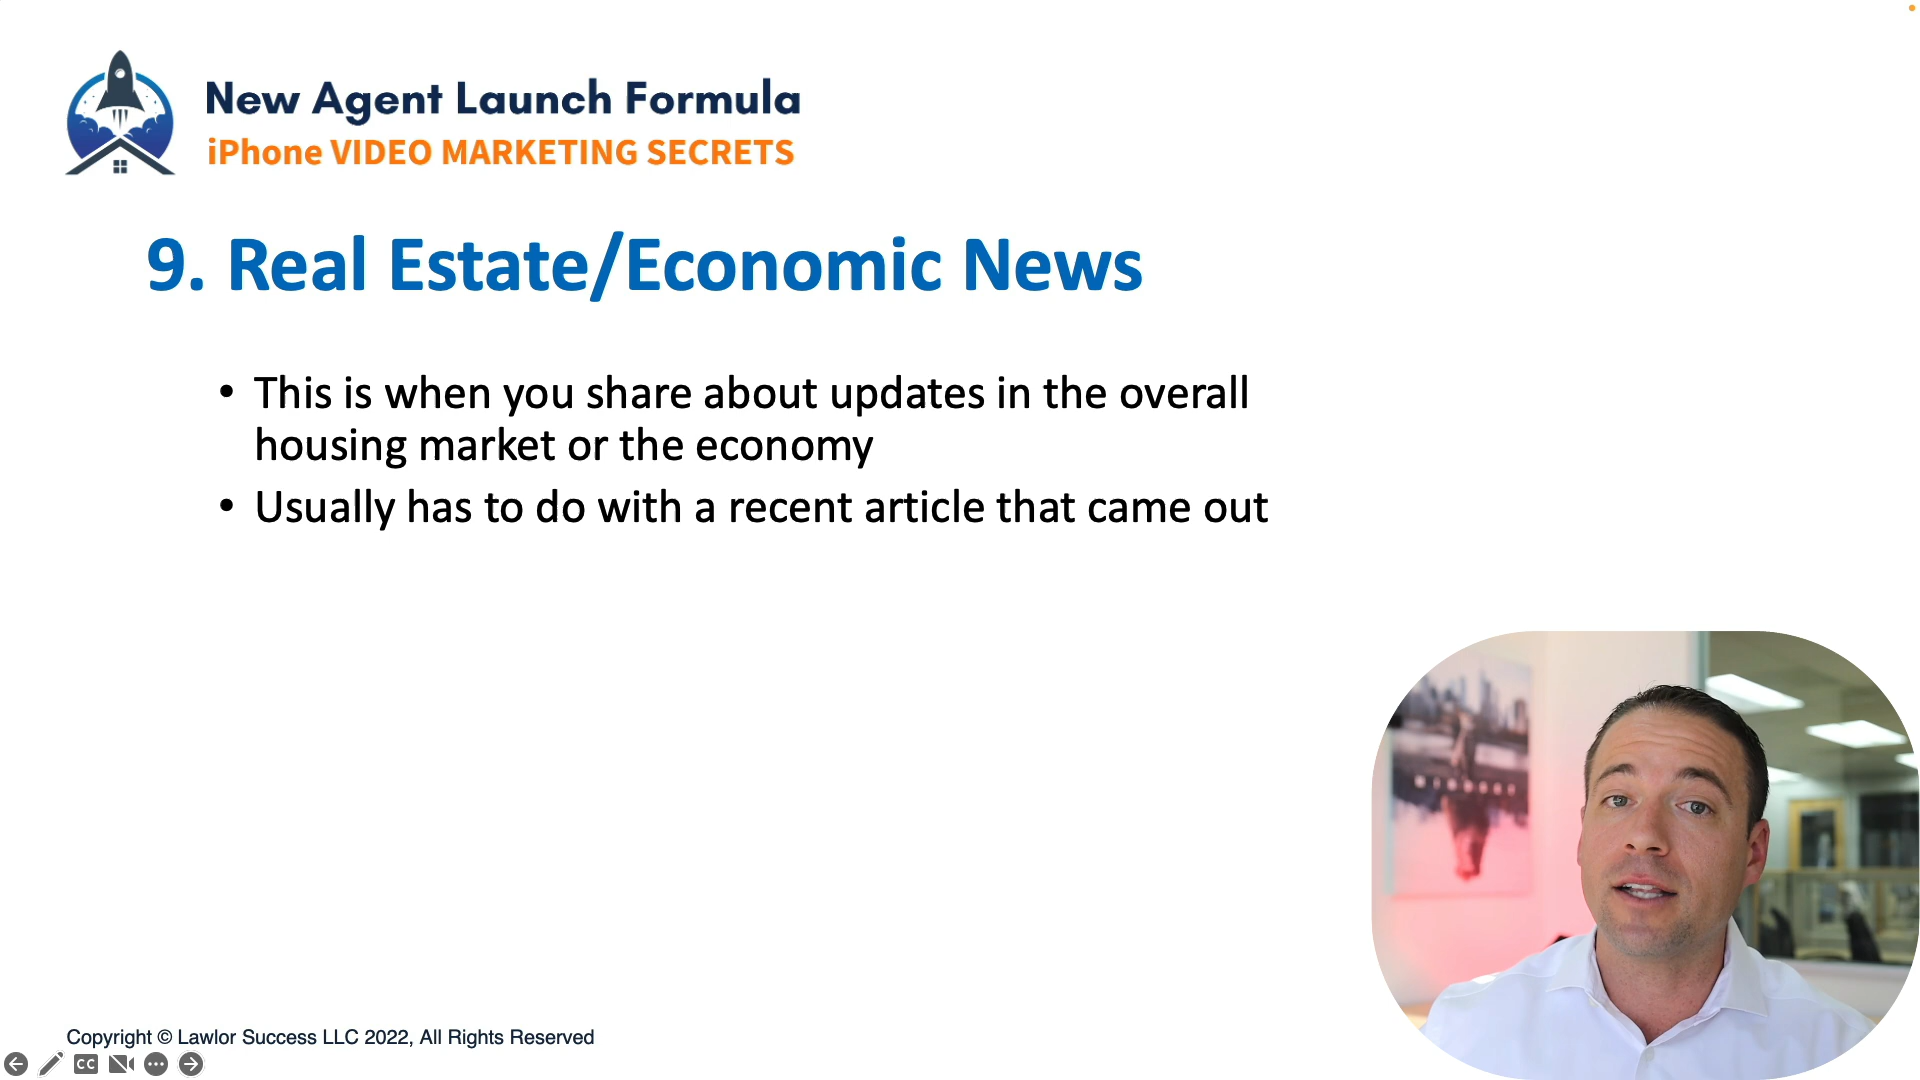 New Agent Launch Formula
iPhone VIDEO MARKETING SECRETS
9. Real Estate/Economic News
• This is when you share about updates in the overall
housing market or the economy
• Usually has to do with a recent article that came out
WINDSOR
Copyright © Lawlor Success LLC 2022, All Rights Reserved
CC